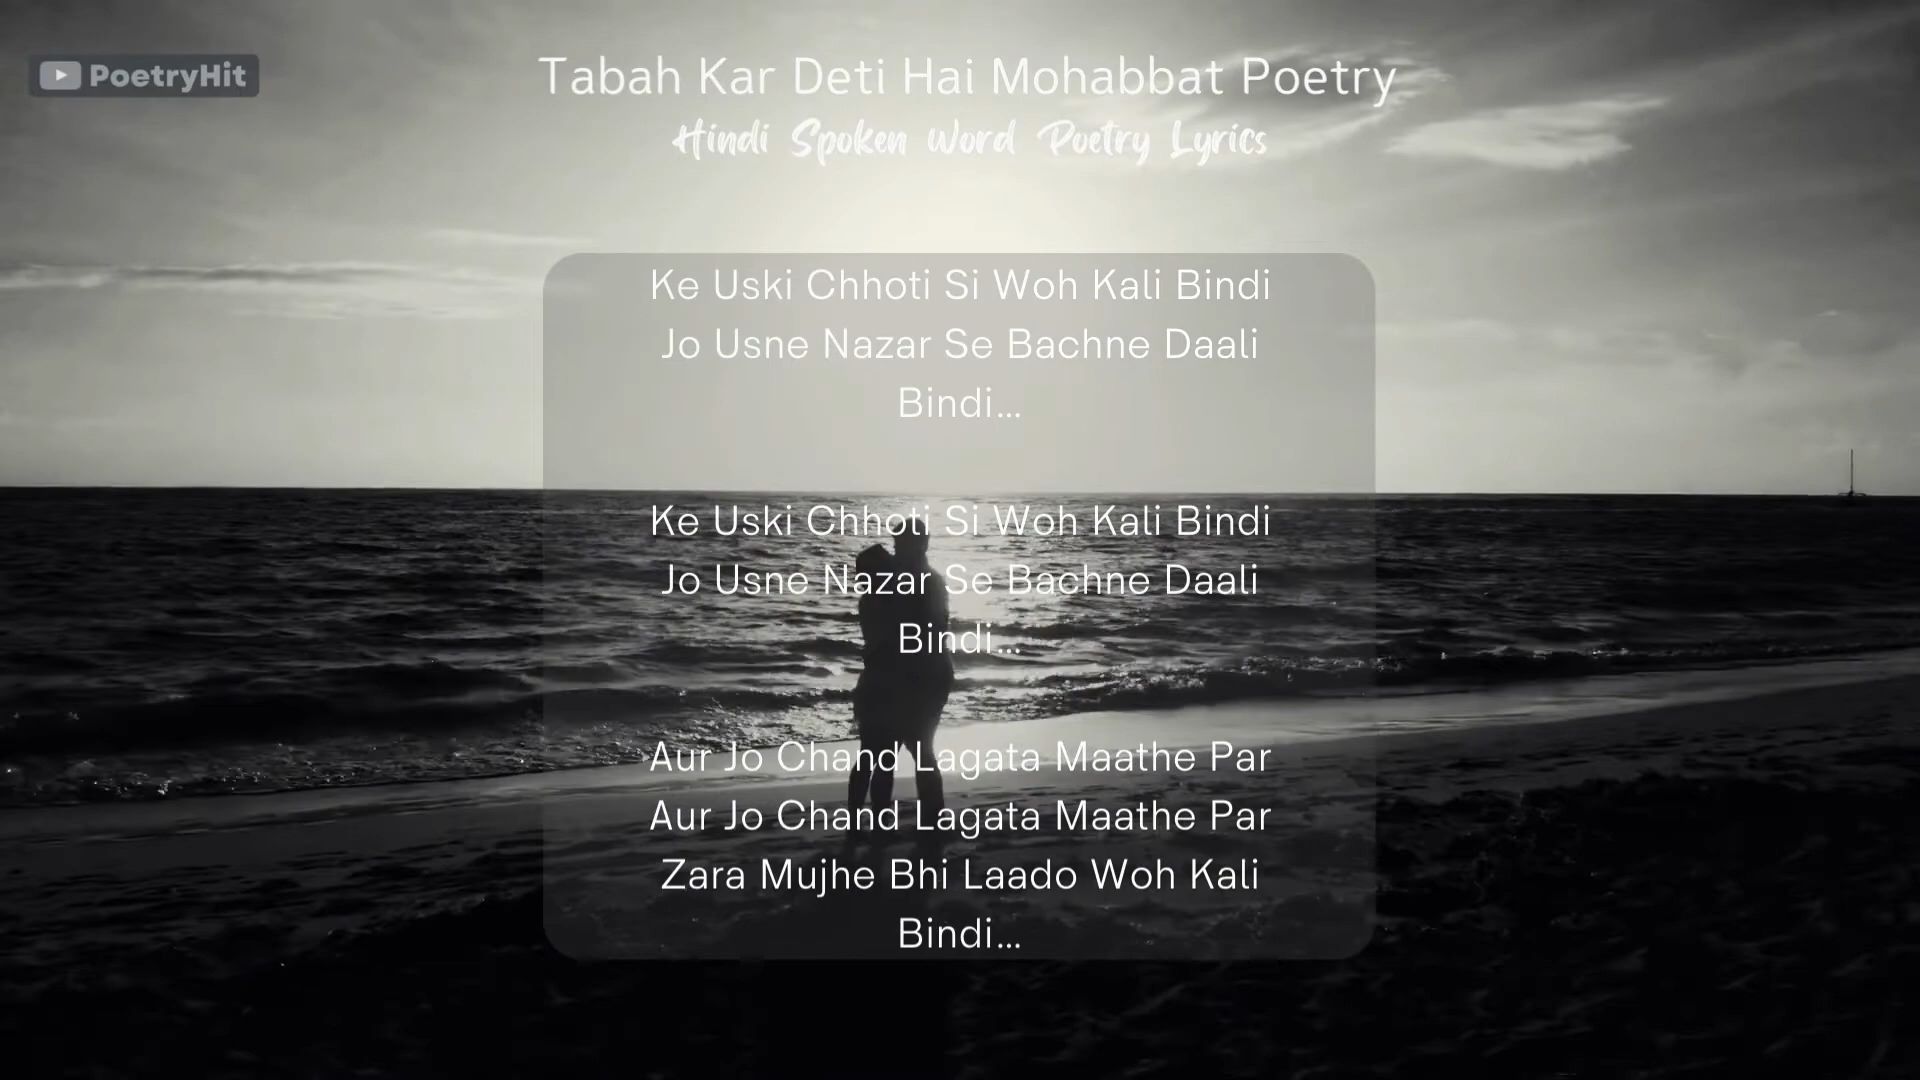 PoetryHit
Tabah Kar Deti Hai Mohabbat Poetry
Hindi Spoken Word Poetry Lyrics
Ke Uski Chhoti Si Woh Kali Bindi
Jo Usne Nazar Se Bachne Daali
Bindi...
Ke Uski Chhoti Si Woh Kali Bindi
Jo Usne Nazar Se Bachne Daali
Bindi...
Aur Jo Chand Lagata Maathe Par
Aur Jo Chand Lagata Maathe Par
Zara Mujhe Bhi Laado Woh Kali
Bindi...